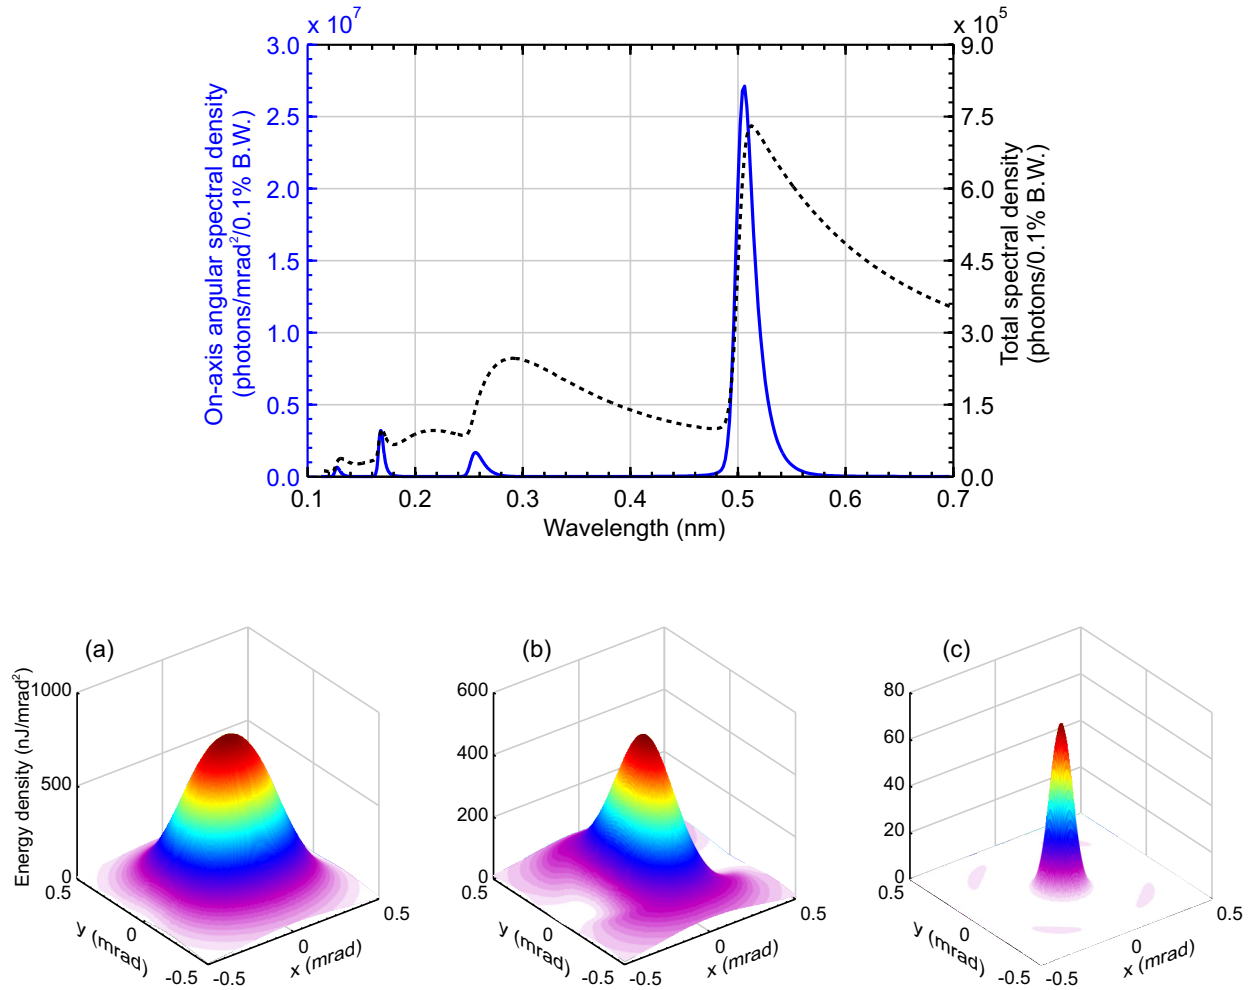 x 10⁷
x 10⁵
3.0
2.5
2.0
1.5
1.0
0.5
0.0
9.0
7.5
6.0
4.5
3.0
1.5
0.0
On-axis angular spectral density
(photons/mrad²/0.1% B.W.)
Total spectral density
(photons/0.1% B.W.)
0.1 0.2 0.3 0.4 0.5 0.6 0.7
Wavelength (nm)
(a)
Energy density (nJ/mrad²)
1000
500
0
0.5
0
-0.5
y (mrad)
-0.5
0
0.5
x (mrad)
(b)
600
400
200
0
0.5
0
-0.5
y (mrad)
-0.5
0
0.5
x (mrad)
(c)
80
60
40
20
0
0.5
0
-0.5
y (mrad)
-0.5
0
0.5
x (mrad)